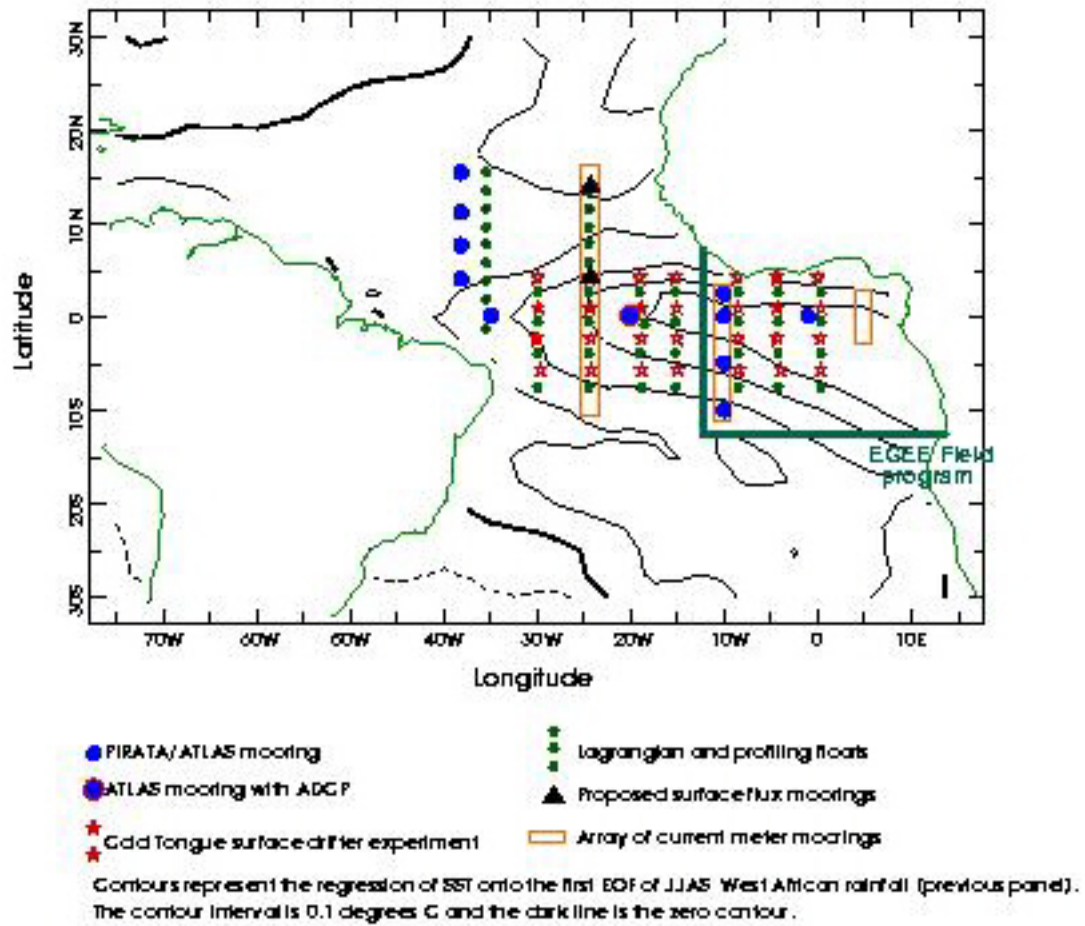 30N
20N
10N
0
10S
20S
30S
Latitude
70W
60W
50W
40W
30W
20W
10W
0
10E
Longitude
EGEE/Field
program
PIRATA/ATLAS mooring
ATLAS mooring with ADCP
Cold Tongue surface drifter experiment
Lagrangian and profiling floats
Proposed surface flux moorings
Array of current meter moorings
Contours represent the regression of SST onto the first EOF of JJAS West African rainfall (previous panel).
The contour interval is 0.1 degrees C and the dark line is the zero contour.